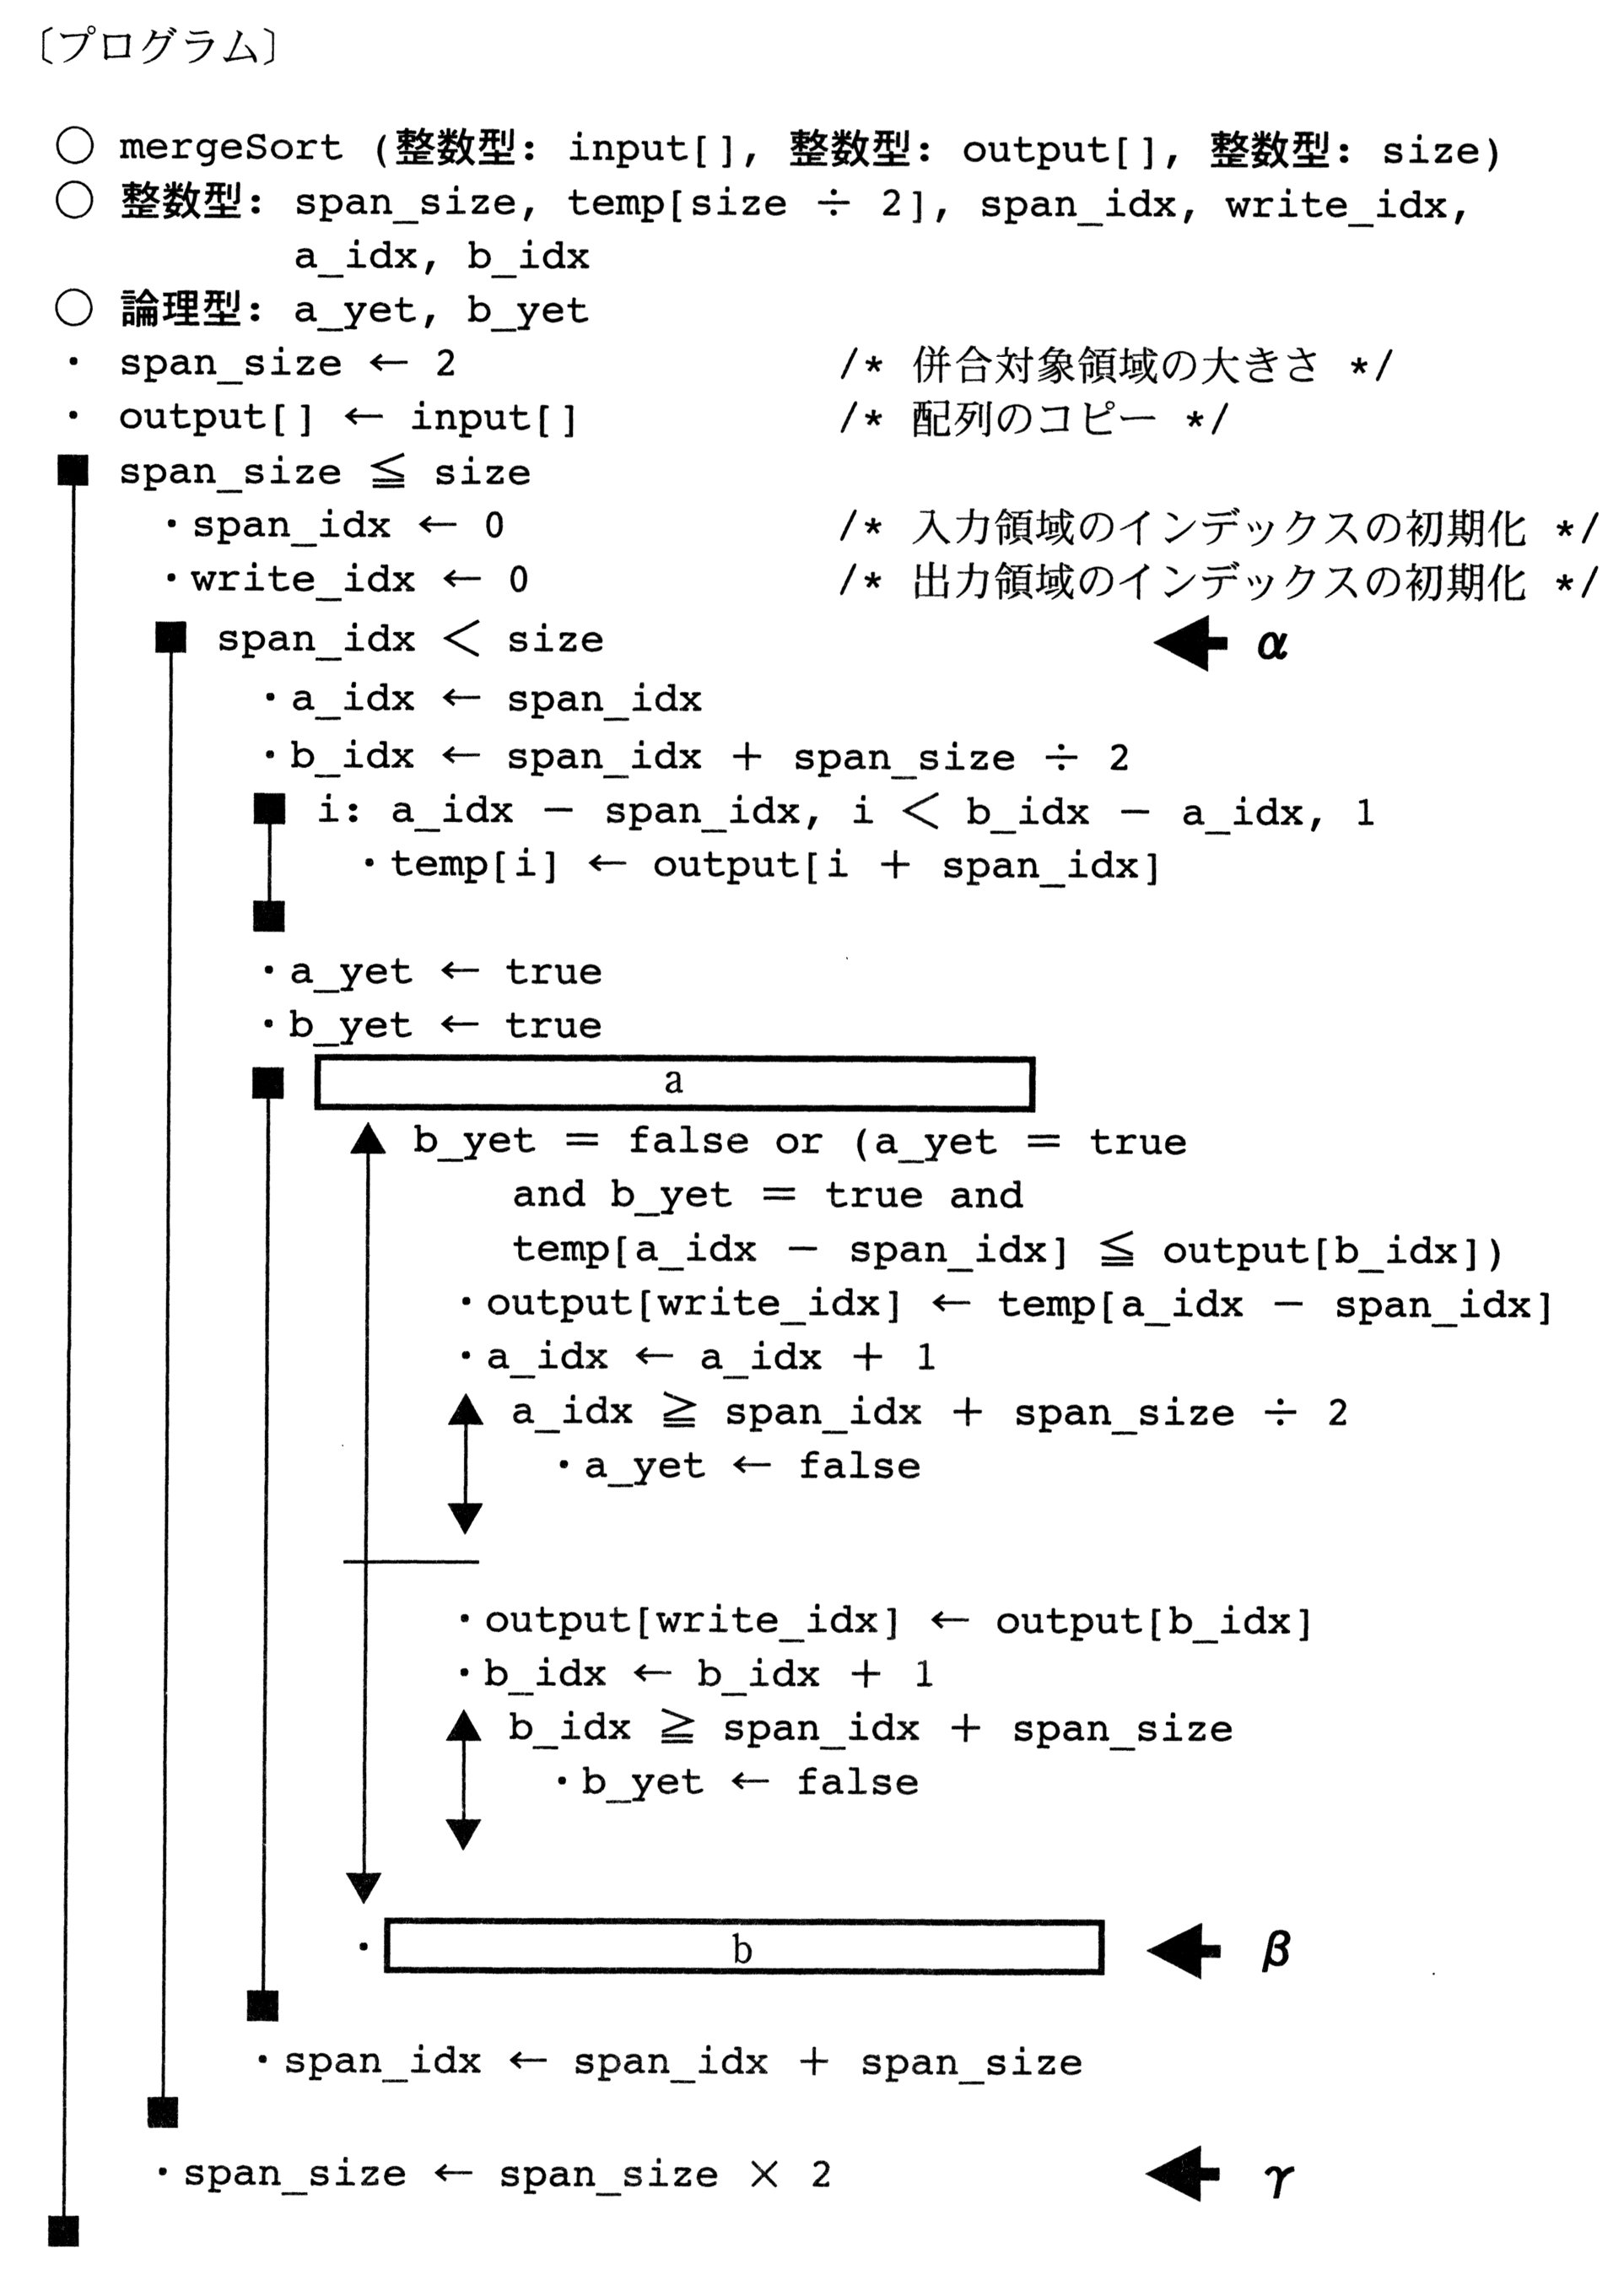 〔プログラム〕
○ mergeSort (整数型: input[], 整数型: output[], 整数型: size)
○ 整数型: span_size, temp[size ÷ 2], span_idx, write_idx,
a_idx, b_idx
○ 論理型: a_yet, b_yet
・ span_size ← 2 /* 併合対象領域の大きさ */
・ output[] ← input[] /* 配列のコピー */
■ span_size ≦ size
・span_idx ← 0 /* 入力領域のインデックスの初期化 */
・write_idx ← 0 /* 出力領域のインデックスの初期化 */
■ span_idx < size ← α
・a_idx ← span_idx
・b_idx ← span_idx + span_size ÷ 2
■ i: a_idx − span_idx, i < b_idx − a_idx, 1
・temp[i] ← output[i + span_idx]
・a_yet ← true
・b_yet ← true
■ a
b_yet = false or (a_yet = true
and b_yet = true and
temp[a_idx − span_idx] ≦ output[b_idx])
・output[write_idx] ← temp[a_idx − span_idx]
・a_idx ← a_idx + 1
a_idx ≧ span_idx + span_size ÷ 2
・a_yet ← false
・output[write_idx] ← output[b_idx]
・b_idx ← b_idx + 1
b_idx ≧ span_idx + span_size
・b_yet ← false
・ b ← β
・span_idx ← span_idx + span_size
・span_size ← span_size × 2 ← γ